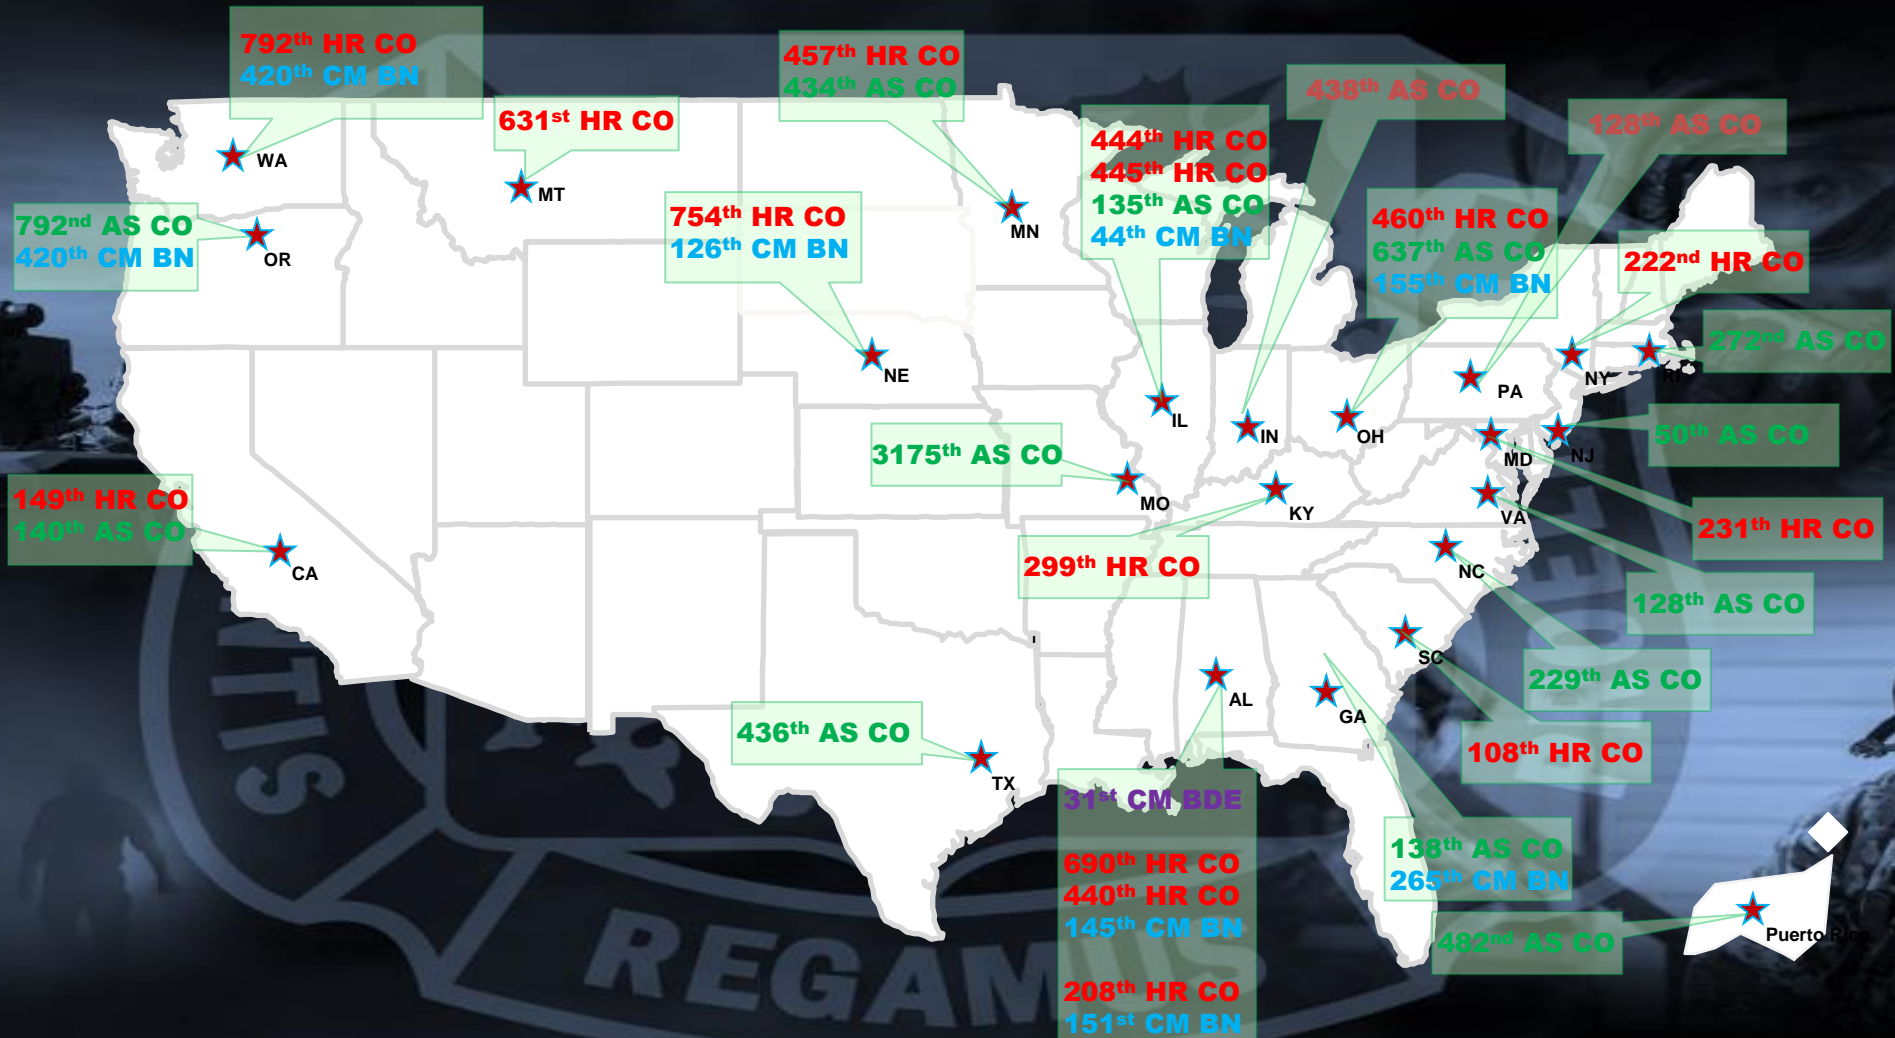 792th HR CO
420th CM BN
457th HR CO
434th AS CO
438th AS CO
631st HR CO
128th AS CO
444th HR CO
445th HR CO
135th AS CO
44th CM BN
WA
MT
792nd AS CO
420th CM BN
OR
754th HR CO
126th CM BN
MN
460th HR CO
637th AS CO
155th CM BN
222nd HR CO
272nd AS CO
NE
IL
IN
OH
PA
NY
RI
3175th AS CO
MO
KY
MD
NJ
50th AS CO
VA
231th HR CO
149th HR CO
140th AS CO
CA
299th HR CO
NC
128th AS CO
SC
229th AS CO
AL
GA
108th HR CO
436th AS CO
TX
31st CM BDE
690th HR CO
440th HR CO
145th CM BN
208th HR CO
151st CM BN
138th AS CO
265th CM BN
482nd AS CO
Puerto Rico
NTIS
REGAMUS